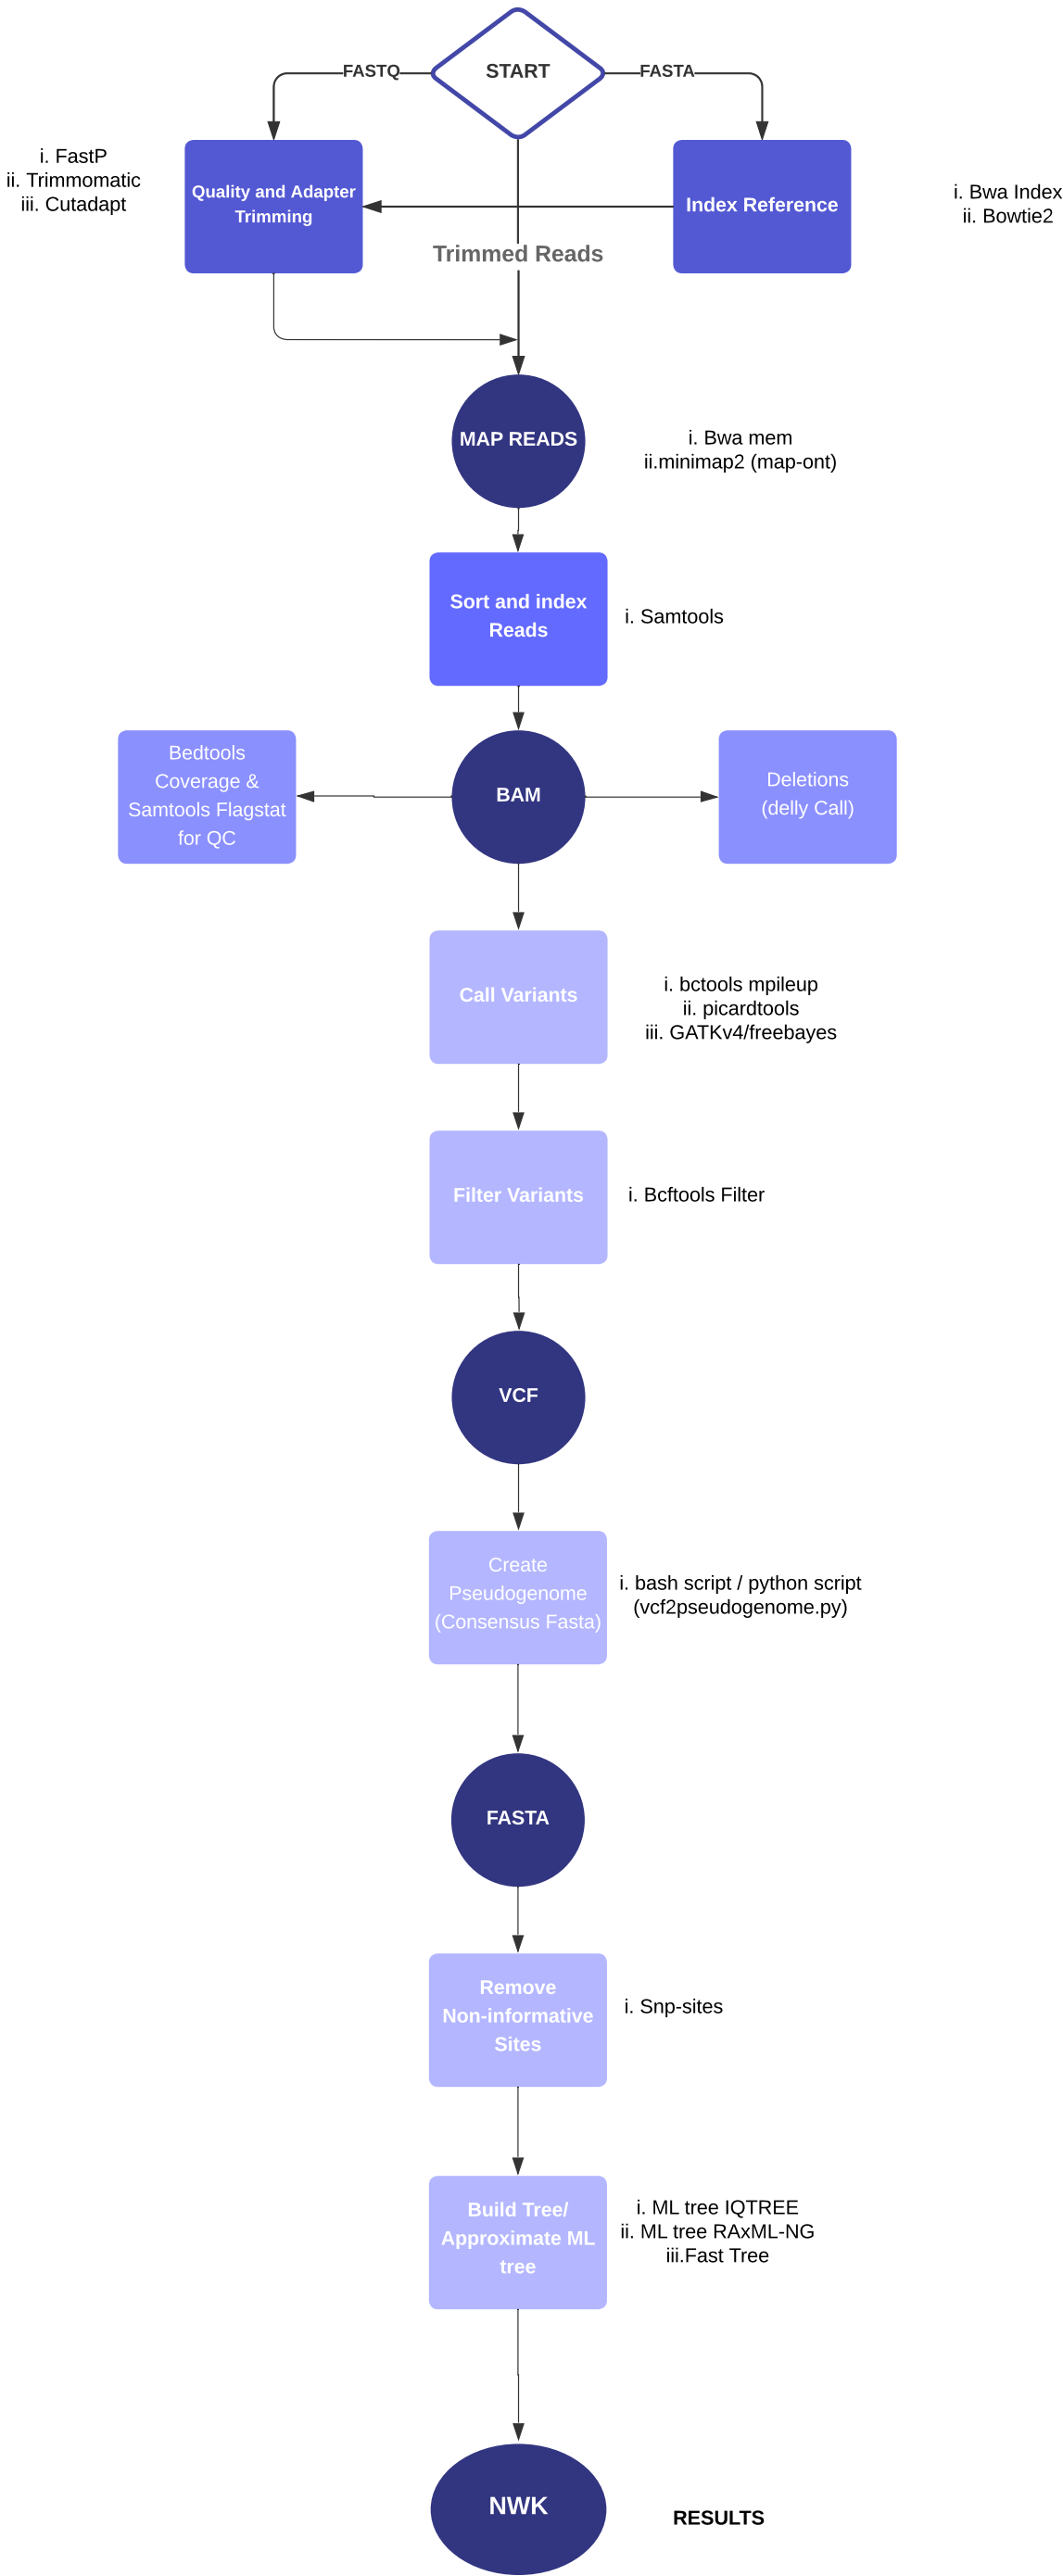 START
FASTQ
FASTA
i. FastP
ii. Trimmomatic
iii. Cutadapt
Quality and Adapter
Trimming
Index Reference
i. Bwa Index
ii. Bowtie2
Trimmed Reads
MAP READS
i. Bwa mem
ii.minimap2 (map-ont)
Sort and index
Reads
i. Samtools
Bedtools
Coverage &
Samtools Flagstat
for QC
BAM
Deletions
(delly Call)
Call Variants
i. bctools mpileup
ii. picardtools
iii. GATKv4/freebayes
Filter Variants
i. Bcftools Filter
VCF
Create
Pseudogenome
(Consensus Fasta)
i. bash script / python script
(vcf2pseudogenome.py)
FASTA
Remove
Non-informative
Sites
i. Snp-sites
Build Tree/
Approximate ML
tree
i. ML tree IQTREE
ii. ML tree RAxML-NG
iii.Fast Tree
NWK
RESULTS